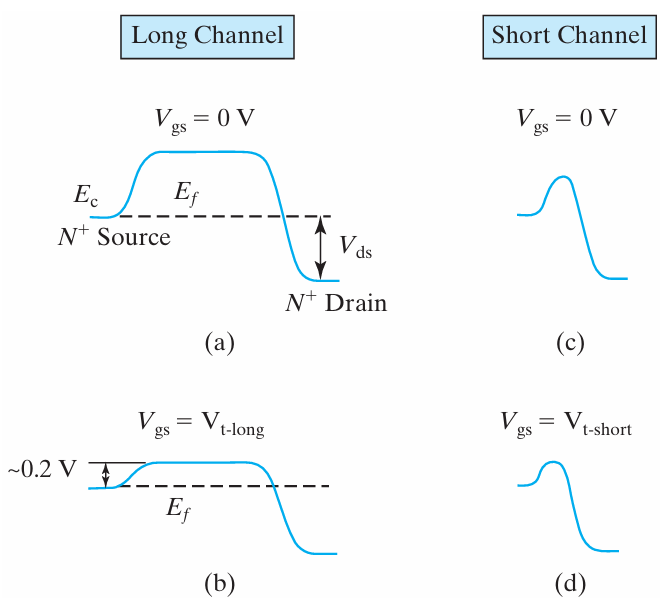 Long Channel
Short Channel
V_gs = 0 V
V_gs = 0 V
E_c
E_f
N^+ Source
V_ds
N^+ Drain
(a)
(c)
V_gs = V_t-long
V_gs = V_t-short
~0.2 V
E_f
(b)
(d)